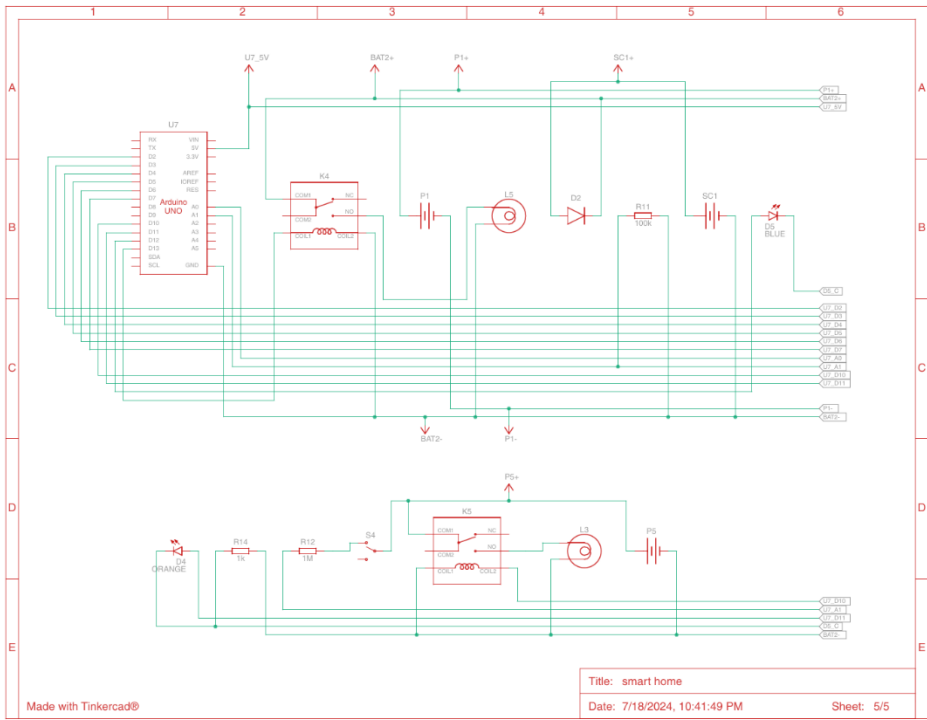 1 2 3 4 5 6
U7_5V BAT2+ P1+ SC1+
A A
P1+
BAT2+
U7_5V
U7
RX VIN
TX 5V
D2 3.3V
D3
D4 AREF
D5 IOREF
D6 RES
D7
Arduino
UNO
D8 A0
D9 A1
D10 A2
D11 A3
D12 A4
D13 A5
SDA
SCL GND
K4
COM1 NC
NO
COM2
COIL1 COIL2
P1
L5
D2
R11
100k
SC1
D5
BLUE
B B
U7_D2
U7_D3
U7_D4
U7_D5
U7_D6
U7_D7
U7_A0
U7_A1
U7_D10
U7_D11
C C
P1-
BAT2-
BAT2- P1-
P5+
D D
K5
COM1 NC
NO
COM2
COIL1 COIL2
D4
ORANGE
R14
1k
R12
1M
S4
L3
P5
U7_D10
U7_A1
U7_D11
BAT2-
E E
Title: smart home
Date: 7/18/2024, 10:41:49 PM Sheet: 5/5
Made with Tinkercad®